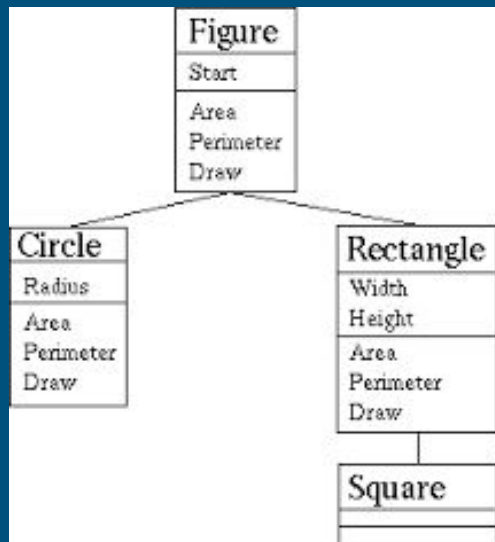 Figure
Start
Area
Perimeter
Draw
Circle
Radius
Area
Perimeter
Draw
Rectangle
Width
Height
Area
Perimeter
Draw
Square